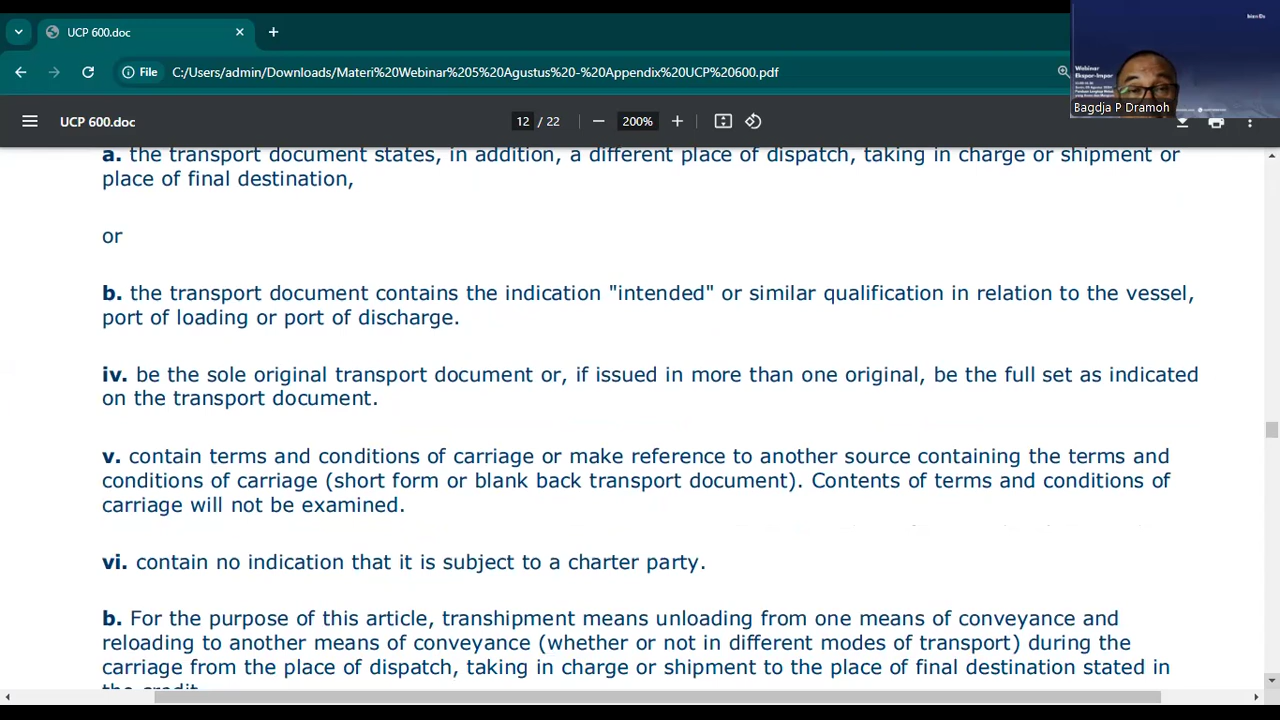 UCP 600.doc
File
C:/Users/admin/Downloads/Materi%20Webinar%205%20Agustus%20-%20Appendix%20UCP%20600.pdf
Webinar
Ekspor-Impor
Bagdja P Dramoh
UCP 600.doc
12 / 22
200%
a. the transport document states, in addition, a different place of dispatch, taking in charge or shipment or
place of final destination,
or
b. the transport document contains the indication "intended" or similar qualification in relation to the vessel,
port of loading or port of discharge.
iv. be the sole original transport document or, if issued in more than one original, be the full set as indicated
on the transport document.
v. contain terms and conditions of carriage or make reference to another source containing the terms and
conditions of carriage (short form or blank back transport document). Contents of terms and conditions of
carriage will not be examined.
vi. contain no indication that it is subject to a charter party.
b. For the purpose of this article, transhipment means unloading from one means of conveyance and
reloading to another means of conveyance (whether or not in different modes of transport) during the
carriage from the place of dispatch, taking in charge or shipment to the place of final destination stated in
the credit